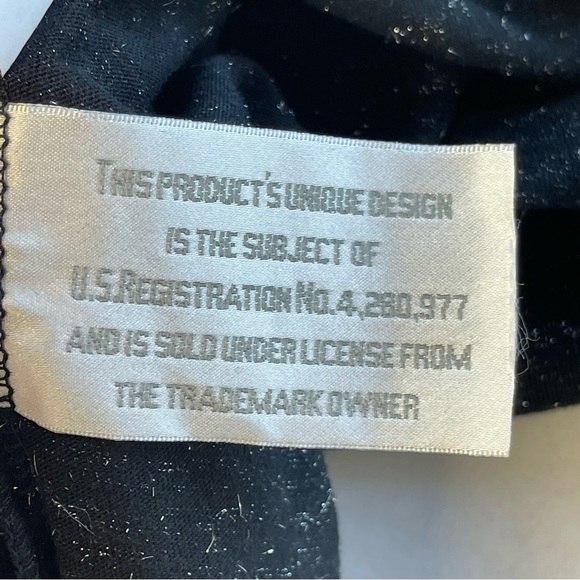 THIS PRODUCT'S UNIQUE DESIGN
IS THE SUBJECT OF
U.S. REGISTRATION NO. 4,280,977
AND IS SOLD UNDER LICENSE FROM
THE TRADEMARK OWNER